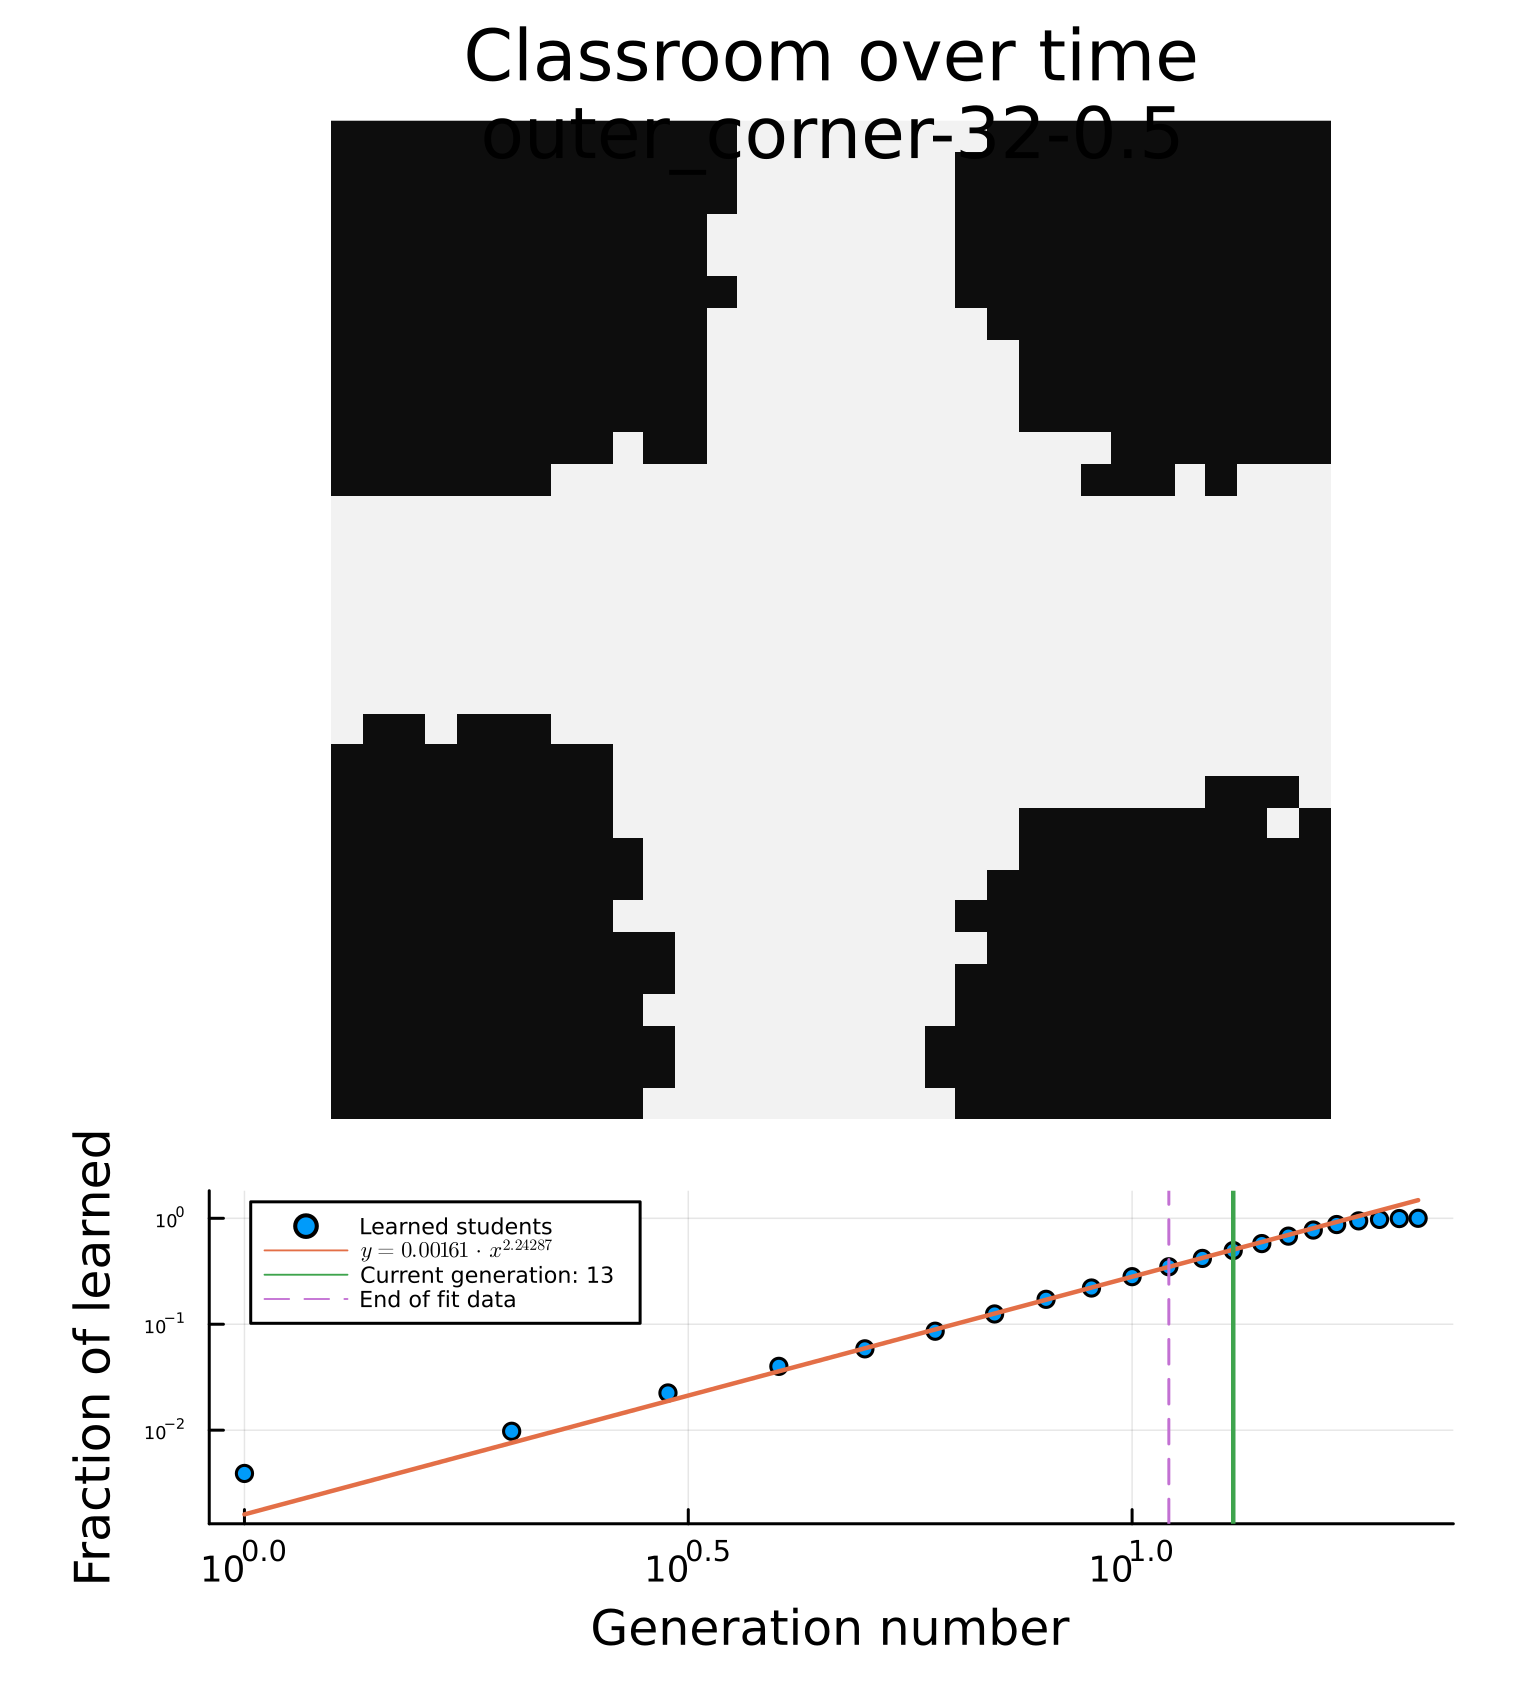 Classroom over time
outer_corner-32-0.5
Fraction of learned
10^0
10^−1
10^−2
Learned students
y = 0.00161 · x^2.24287
Current generation: 13
End of fit data
10^0.0
10^0.5
10^1.0
Generation number